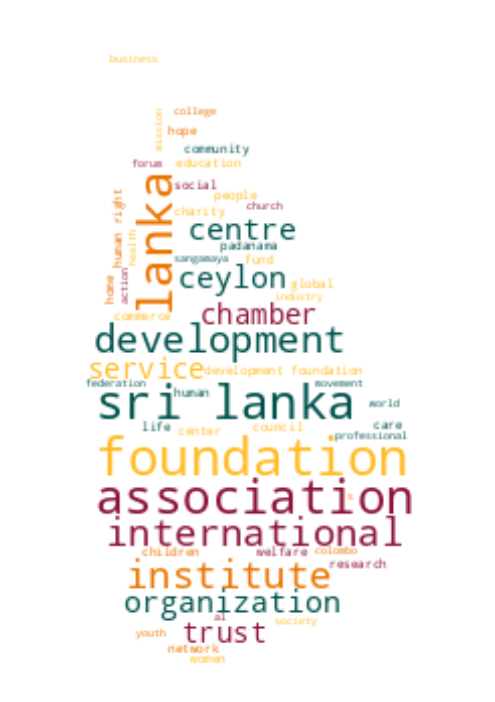 business
college
mission
hope
community
forum education
lanka
social
people
human right
charity church
centre
health
padanama
sangamaya fund
home
action
ceylon global
industry
commerce chamber
development
service development foundation
federation human movement
sri lanka world
life center council care
professional
foundation
s
association
international
children welfare colombo
research
institute
organization
al society
youth trust
network
women